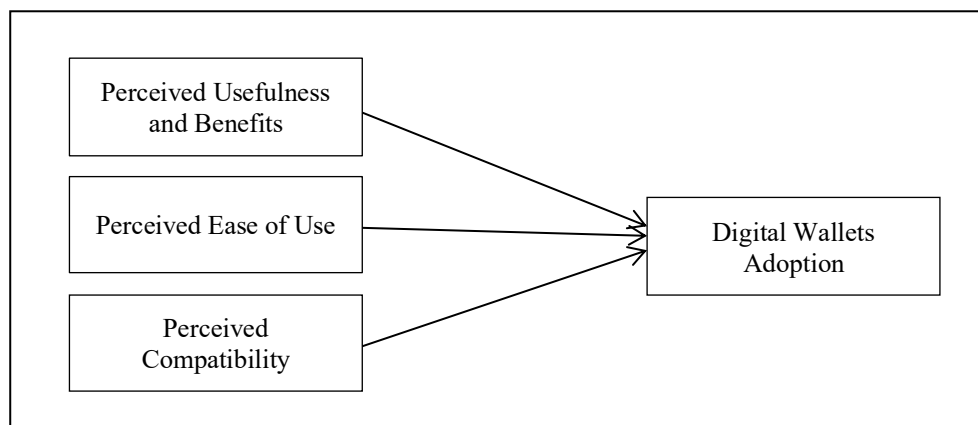 Perceived Usefulness
and Benefits
Perceived Ease of Use
Digital Wallets
Adoption
Perceived
Compatibility